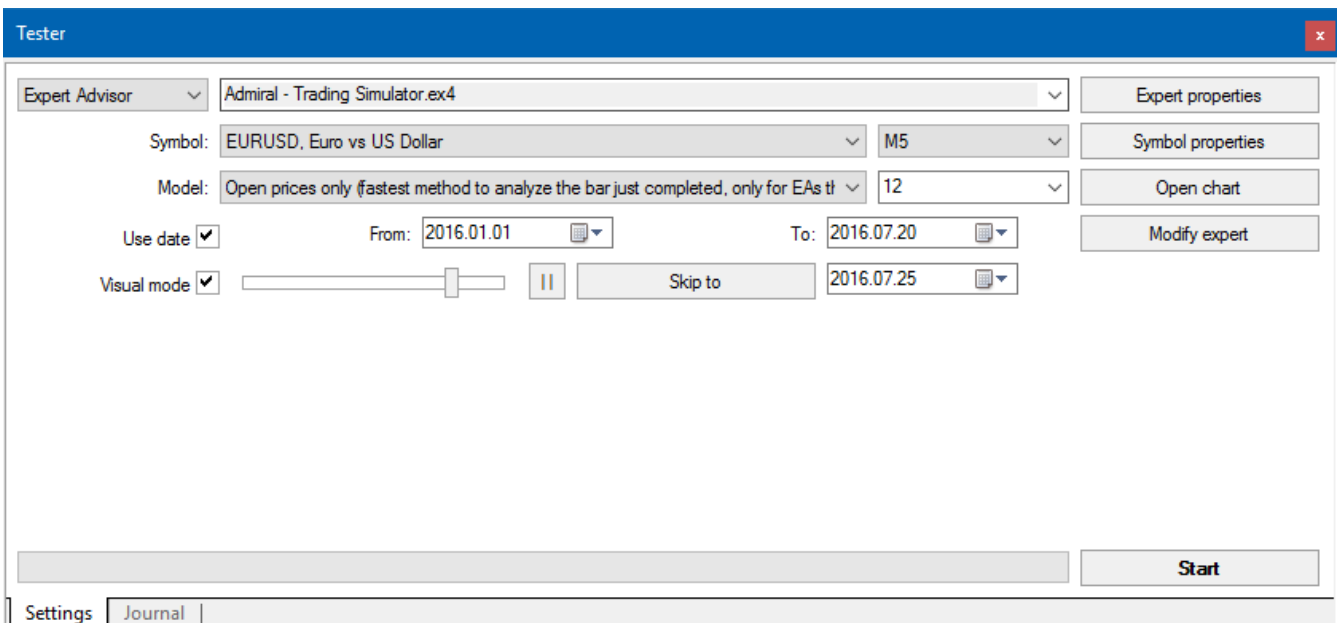 Tester
x
Expert Advisor Admiral - Trading Simulator.ex4 Expert properties
Symbol: EURUSD, Euro vs US Dollar M5 Symbol properties
Model: Open prices only (fastest method to analyze the bar just completed, only for EAs Open chart
12
Use date From: 2016.01.01 To: 2016.07.20 Modify expert
Visual mode Skip to 2016.07.25
Start
Settings Journal